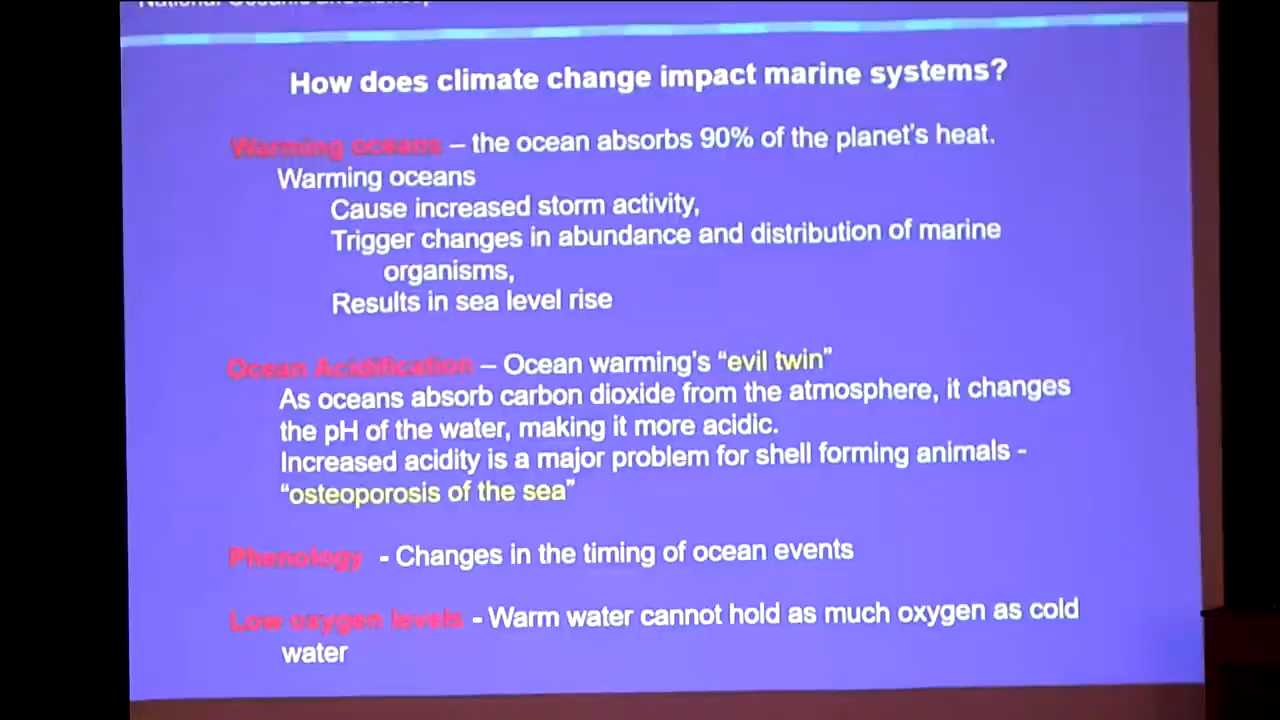 National Oceanic and
How does climate change impact marine systems?
Warming oceans – the ocean absorbs 90% of the planet's heat.
Warming oceans
Cause increased storm activity,
Trigger changes in abundance and distribution of marine
organisms,
Results in sea level rise
Ocean Acidification – Ocean warming's “evil twin”
As oceans absorb carbon dioxide from the atmosphere, it changes
the pH of the water, making it more acidic.
Increased acidity is a major problem for shell forming animals -
“osteoporosis of the sea”
Phenology - Changes in the timing of ocean events
Low oxygen levels - Warm water cannot hold as much oxygen as cold
water